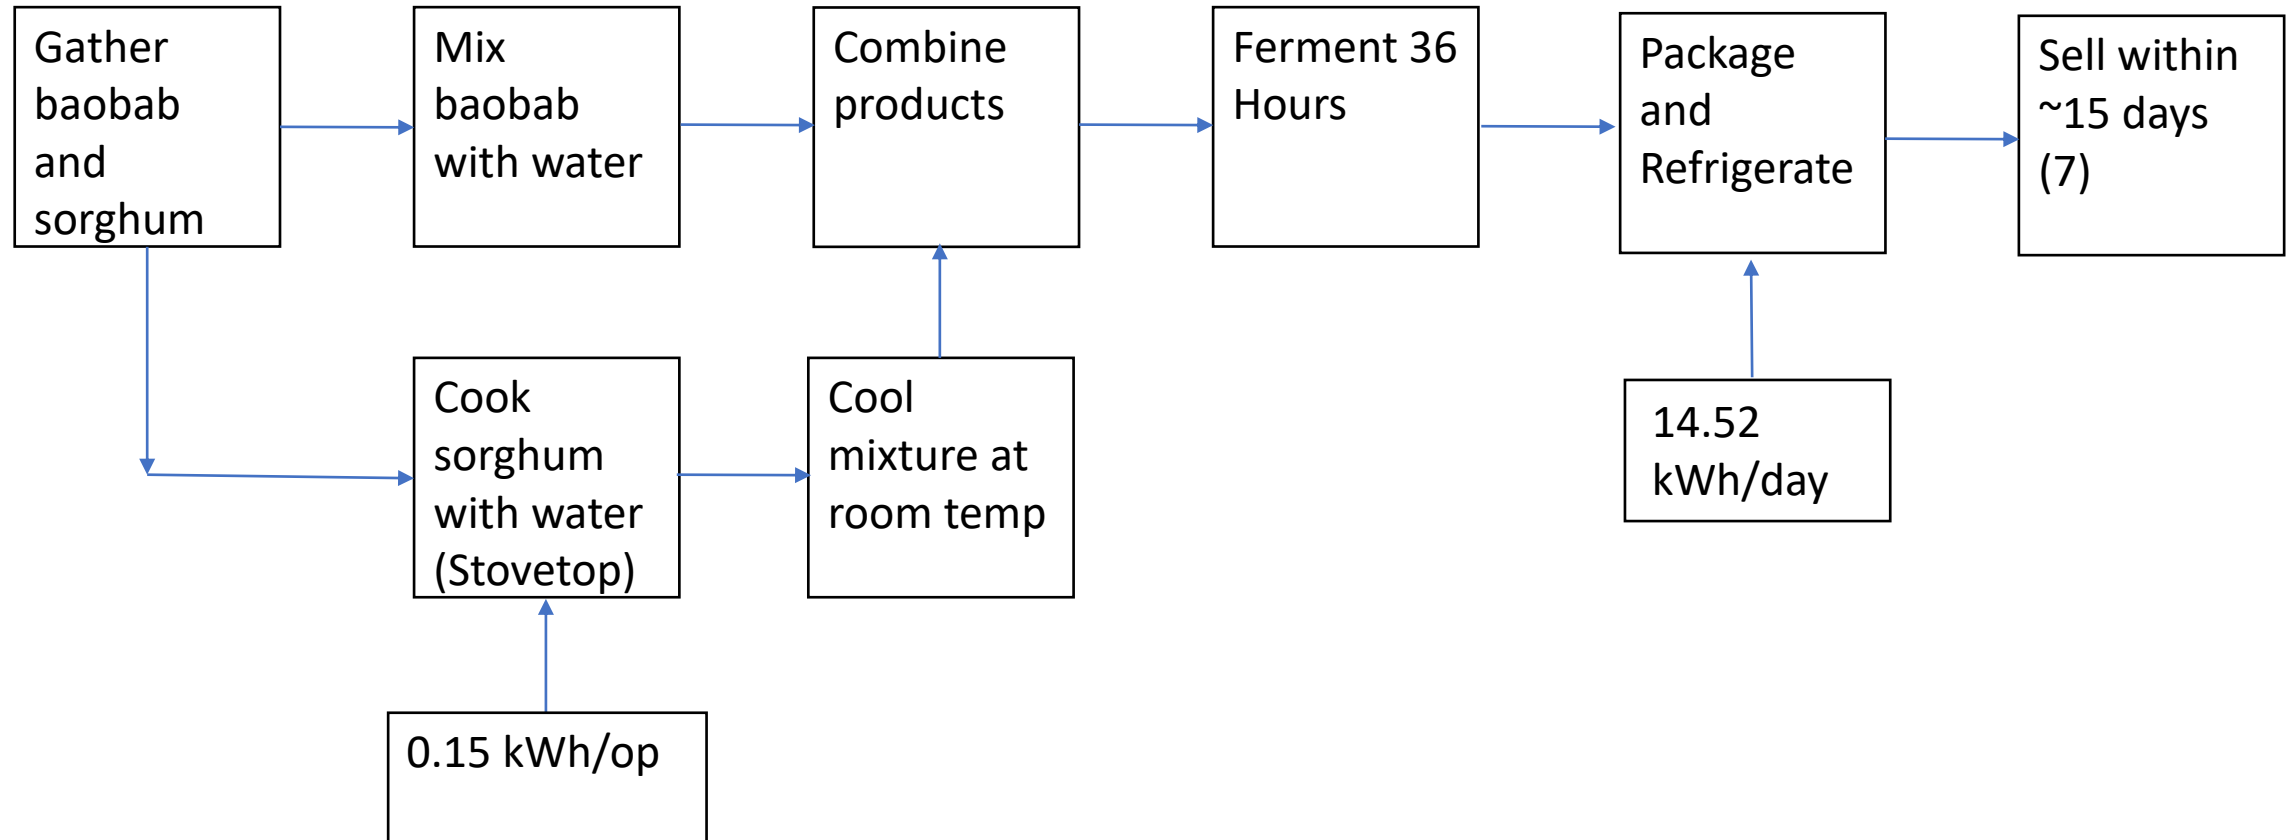 Gather
baobab
and
sorghum
Mix
baobab
with water
Combine
products
Ferment 36
Hours
Package
and
Refrigerate
Sell within
~15 days
(7)
Cook
sorghum
with water
(Stovetop)
Cool
mixture at
room temp
14.52
kWh/day
0.15 kWh/op